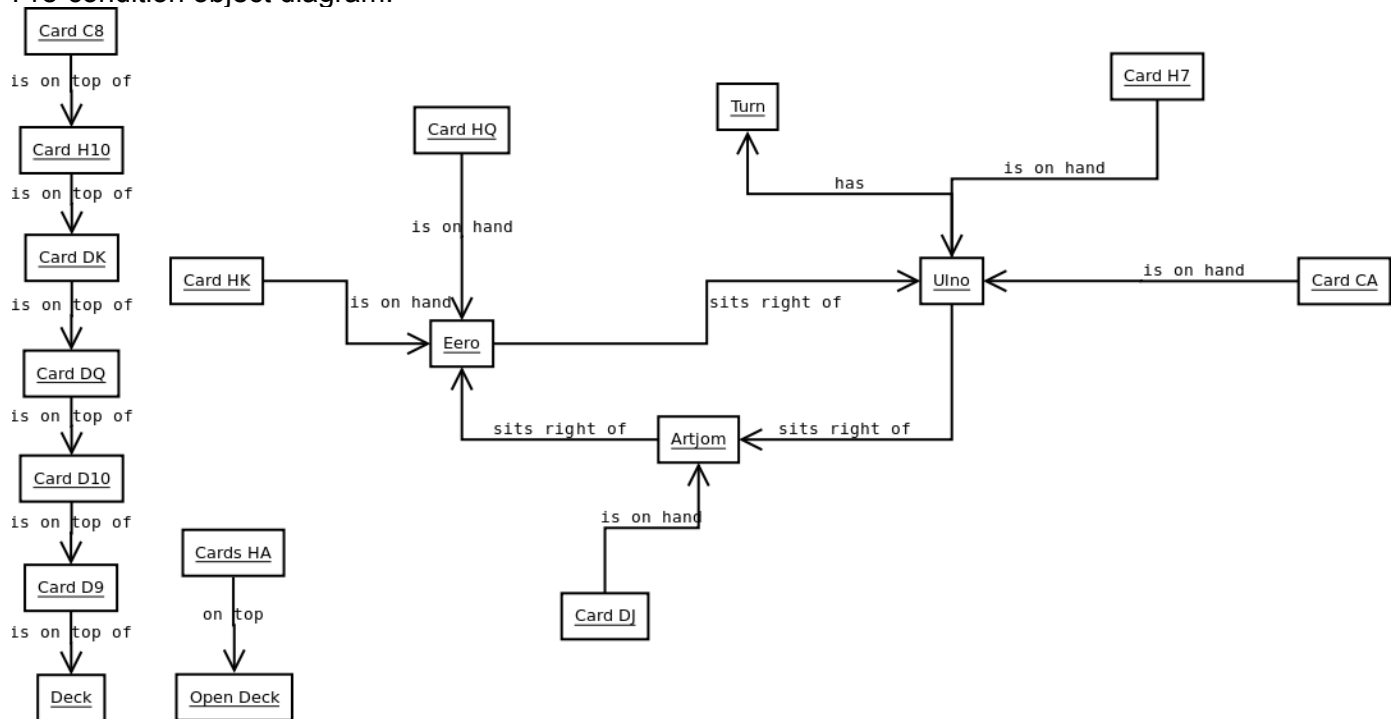 Pre-condition object diagram:
Card C8
is on top of
Card H10
is on top of
Card DK
is on top of
Card DQ
is on top of
Card D10
is on top of
Card D9
is on top of
Deck
Cards HA
on top
Open Deck
Card HK
is on hand
Card HQ
is on hand
Eero
sits right of
sits right of
Artjom
is on hand
Card DJ
sits right of
Turn
has
Ulno
is on hand
Card H7
is on hand
Card CA